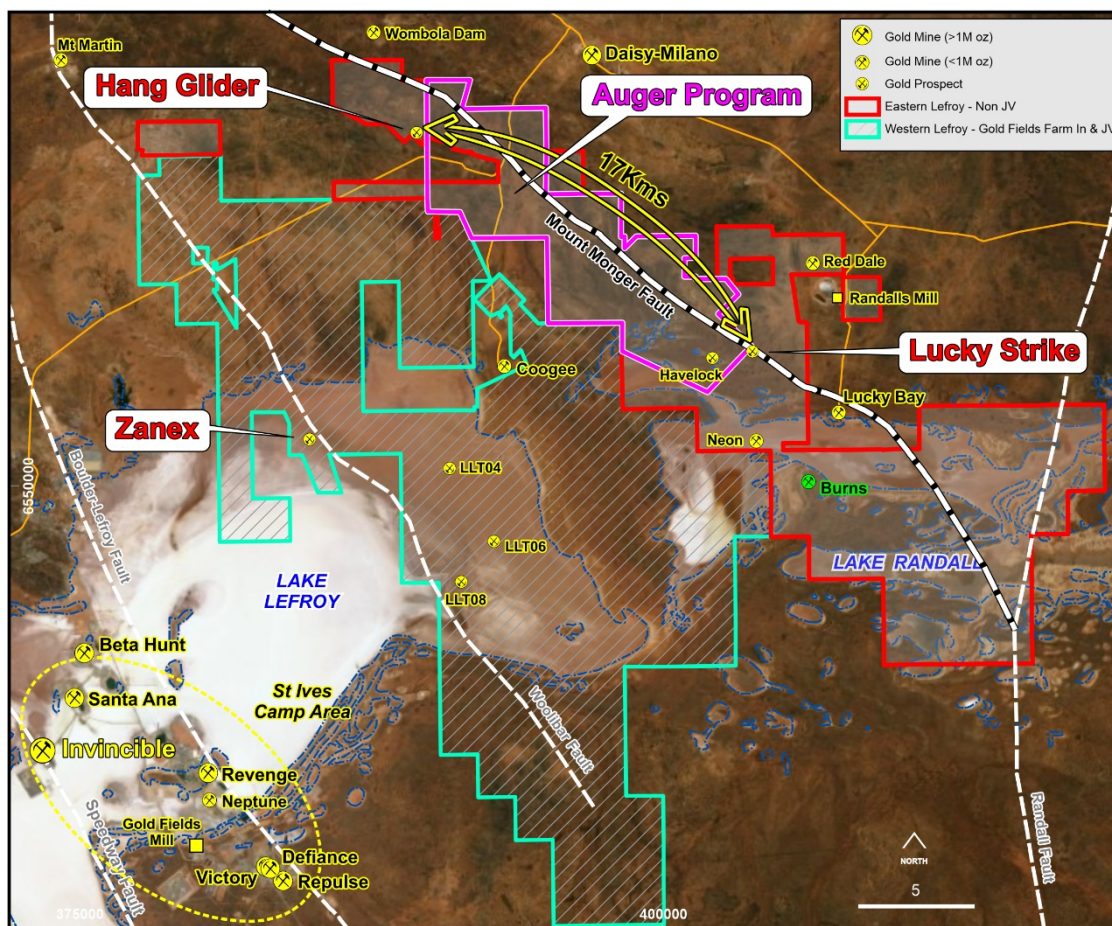 Mt Martin
Wombola Dam
Daisy-Milano
Gold Mine (>1M oz)
Gold Mine (<1M oz)
Gold Prospect
Eastern Lefroy - Non JV
Western Lefroy - Gold Fields Farm In & JV
Hang Glider
Auger Program
17Kms
Mount Monger Fault
Red Dale
Randalls Mill
Lucky Strike
Havelock
Coogee
Lucky Bay
Zanex
Neon
LLT04
Burns
6550000
Boulder-Lefroy Fault
LLT06
LAKE RANDALL
LAKE
LEFROY
LLT08
Beta Hunt
Santa Ana
St Ives
Camp Area
Woolibar Fault
Invincible
Revenge
Neptune
Randall Fault
Gold Fields
Mill
Speedway Fault
Defiance
Victory
Repulse
NORTH
5
375000
400000